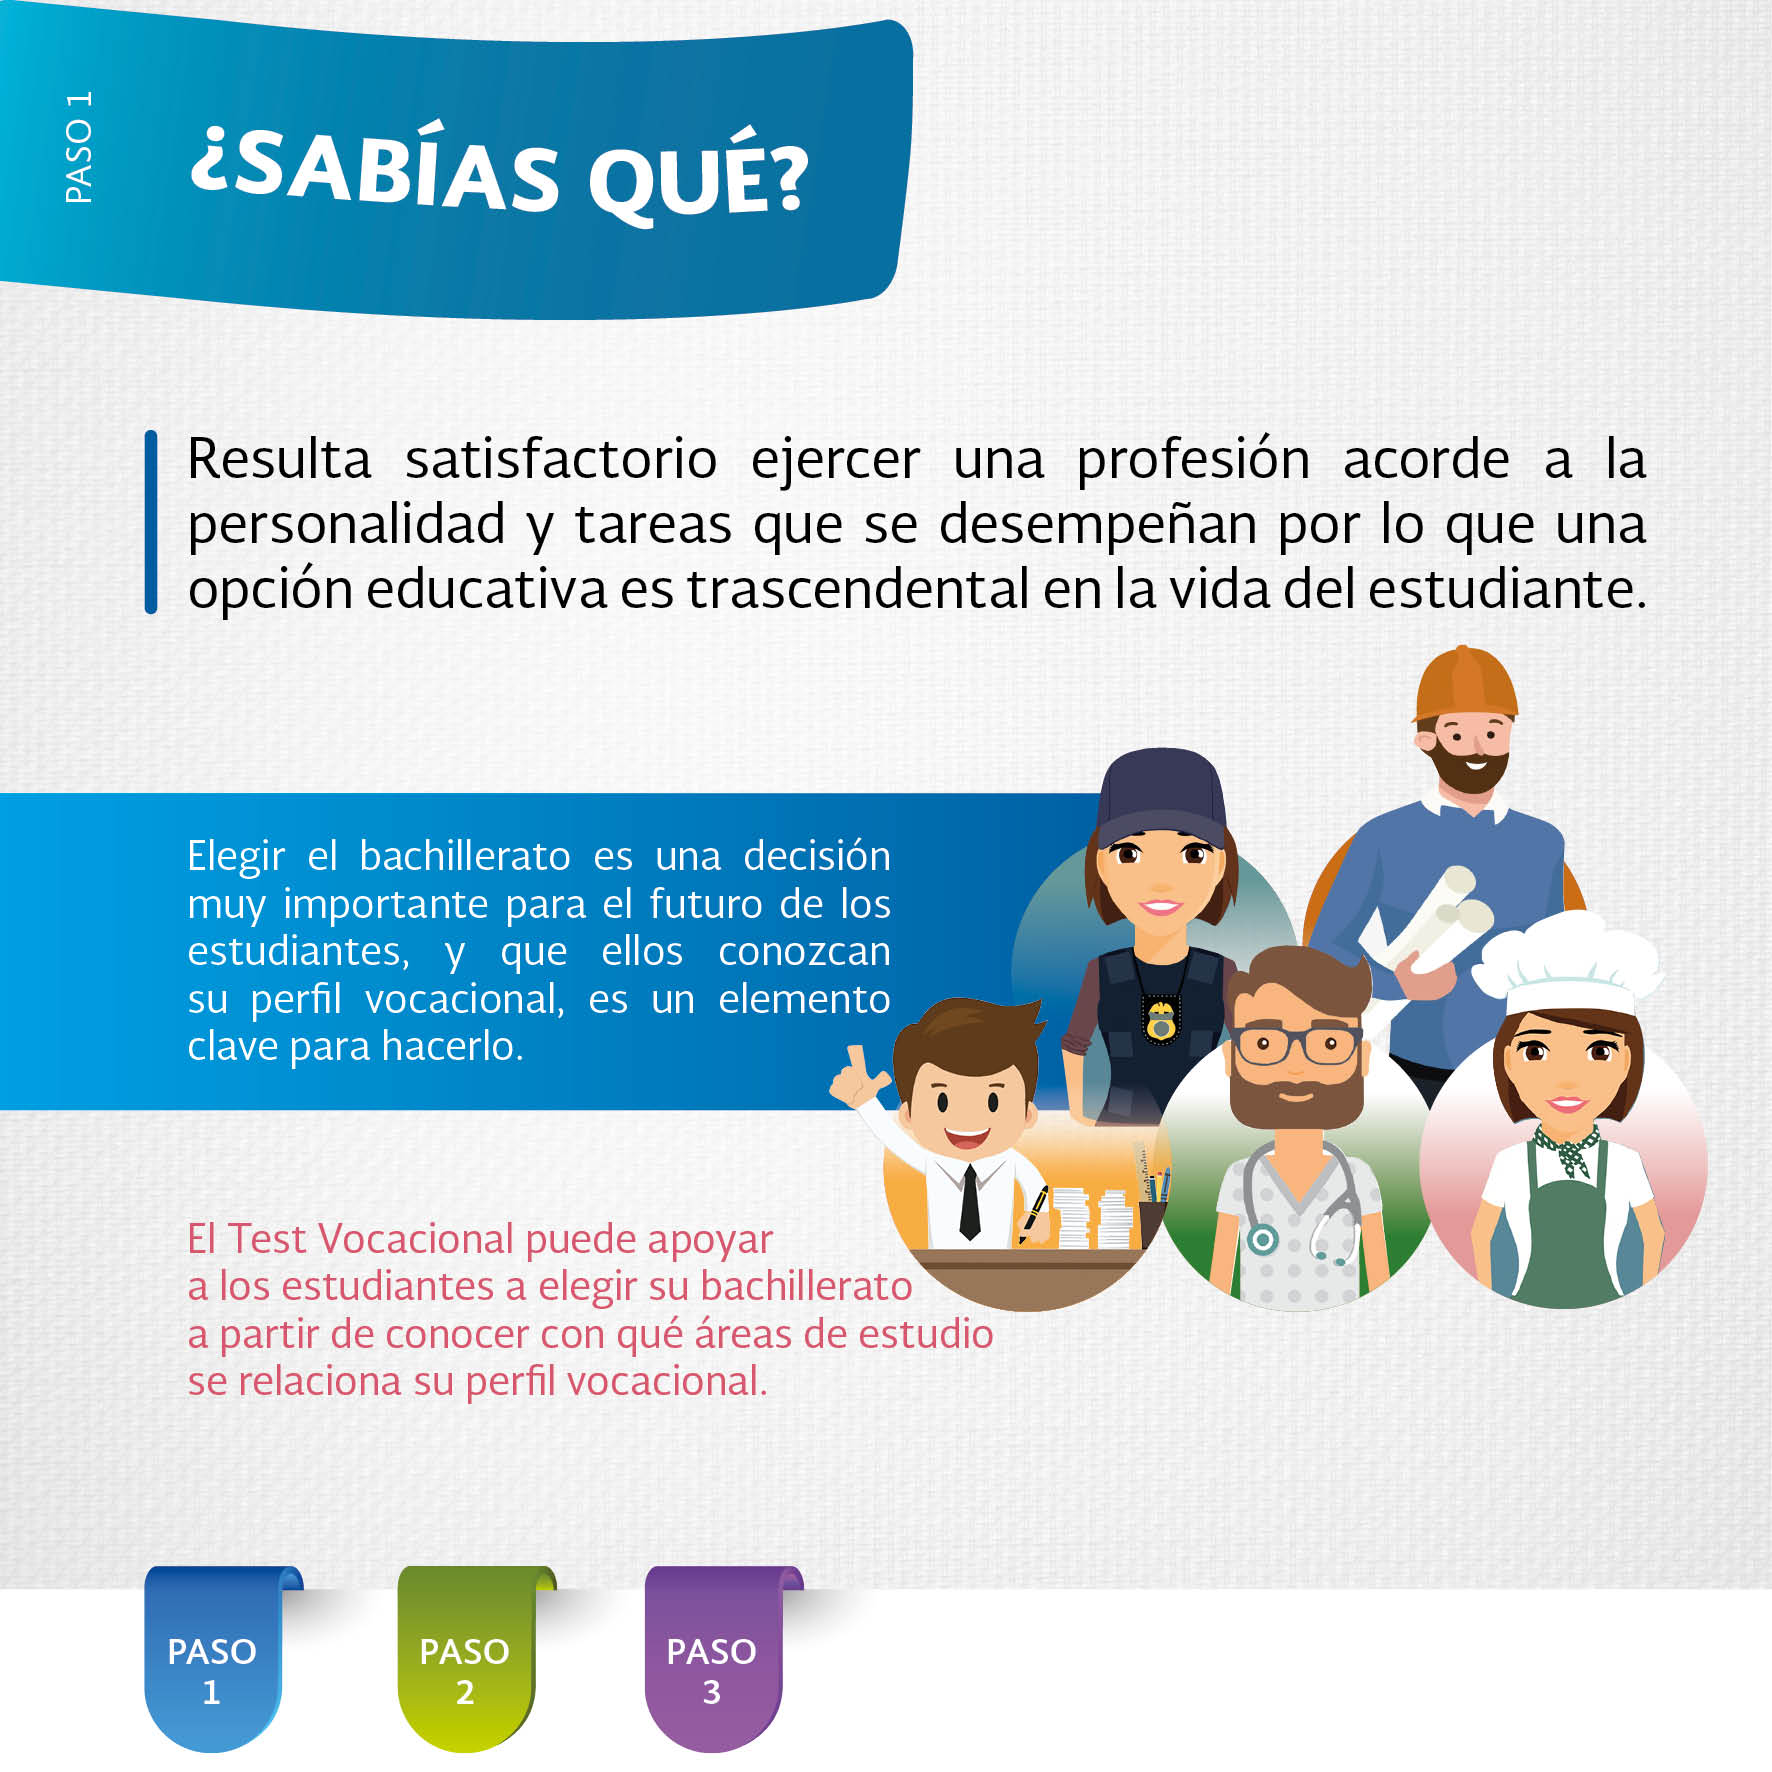 PASO 1
¿SABÍAS QUÉ?
Resulta satisfactorio ejercer una profesión acorde a la
personalidad y tareas que se desempeñan por lo que una
opción educativa es trascendental en la vida del estudiante.
Elegir el bachillerato es una decisión
muy importante para el futuro de los
estudiantes, y que ellos conozcan
su perfil vocacional, es un elemento
clave para hacerlo.
El Test Vocacional puede apoyar
a los estudiantes a elegir su bachillerato
a partir de conocer con qué áreas de estudio
se relaciona su perfil vocacional.
PASO
1
PASO
2
PASO
3